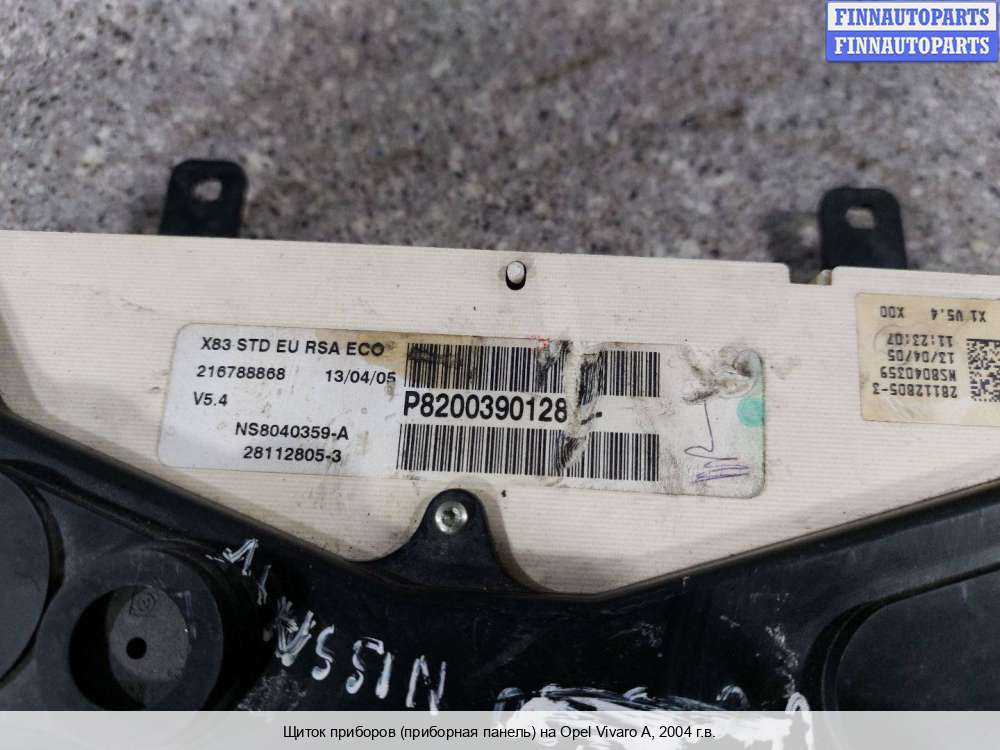 FINNAUTOPARTS
FINNAUTOPARTS
X83 STD EU RSA ECO
216788868 13/04/05
V5.4
P8200390128
NS8040359-A
28112805-3
X1 V5.4 X00
11:23:07
13/04/05
NS8040359
28112805-3
NISSA
Щиток приборов (приборная панель) на Opel Vivaro A, 2004 г.в.